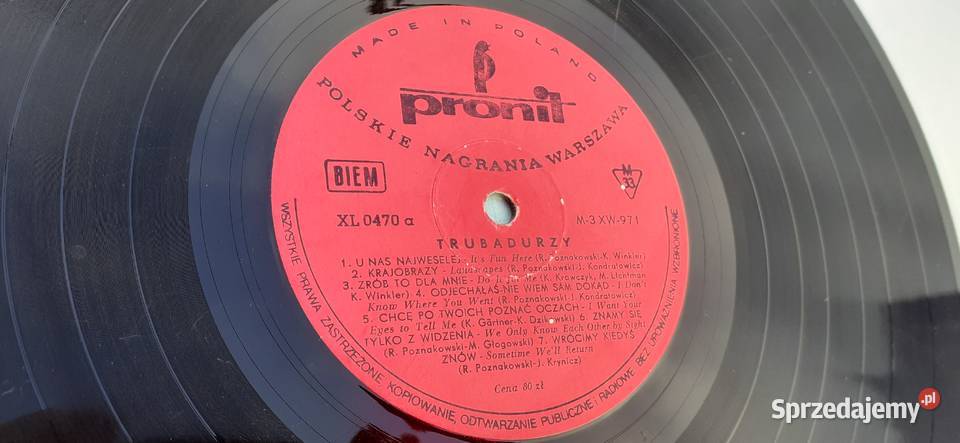 MADE IN POLAND
pronit
POLSKIE NAGRANIA WARSZAWA
BIEM
M
33
XL 0470 a
M-3 XW-971
TRUBADURZY
1. U NAS NAJWESELEJ - It's Fun Here (R. Poznakowski-K. Winkler)
2. KRAJOBRAZY - Landscapes (R. Poznakowski-J. Kondratowicz)
3. ZRÓB TO DLA MNIE - Do It for Me (K. Krawczyk, M. Lichtman
K. Winkler) 4. ODJECHAŁAŚ-NIE WIEM SAM DOKĄD - I Don't
Know Where You Went (R. Poznakowski-J. Kondratowicz)
5. CHCĘ PO TWOICH POZNAĆ OCZACH - I Want Your
Eyes to Tell Me (K. Gärtner-K. Dzikowski) 6. ZNAMY SIĘ
TYLKO Z WIDZENIA - We Only Know Each Other by Sight
(R. Poznakowski-M. Głogowski) 7. WRÓCIMY KIEDYŚ
ZNÓW - Sometime We'll Return
(R. Poznakowski-J. Krynicz)
Cena 80 zł
WSZYSTKIE PRAWA ZASTRZEŻONE, KOPIOWANIE, ODTWARZANIE PUBLICZNE I RADIOWE BEZ UPOWAŻNIENIA WZBRONIONE
Sprzedajemy.pl